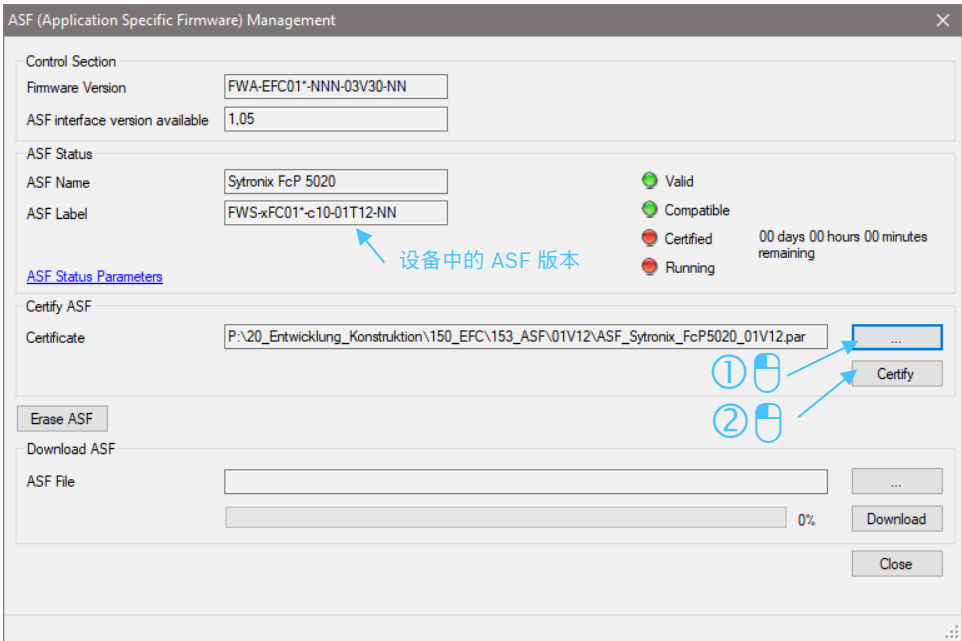 ASF (Application Specific Firmware) Management
Control Section
Firmware Version
FWA-EFC01*-NNN-03V30-NN
ASF interface version available
1,05
ASF Status
ASF Name
Sytronix FcP 5020
Valid
ASF Label
FWS-xFC01*-c10-01T12-NN
Compatible
Certified
00 days 00 hours 00 minutes
remaining
设备中的 ASF 版本
Running
ASF Status Parameters
Certify ASF
Certificate
P:\20_Entwicklung_Konstruktion\150_EFC\153_ASF\01V12\ASF_Sytronix_FcP5020_01V12.par
...
①
Certify
②
Erase ASF
Download ASF
ASF File
...
0%
Download
Close